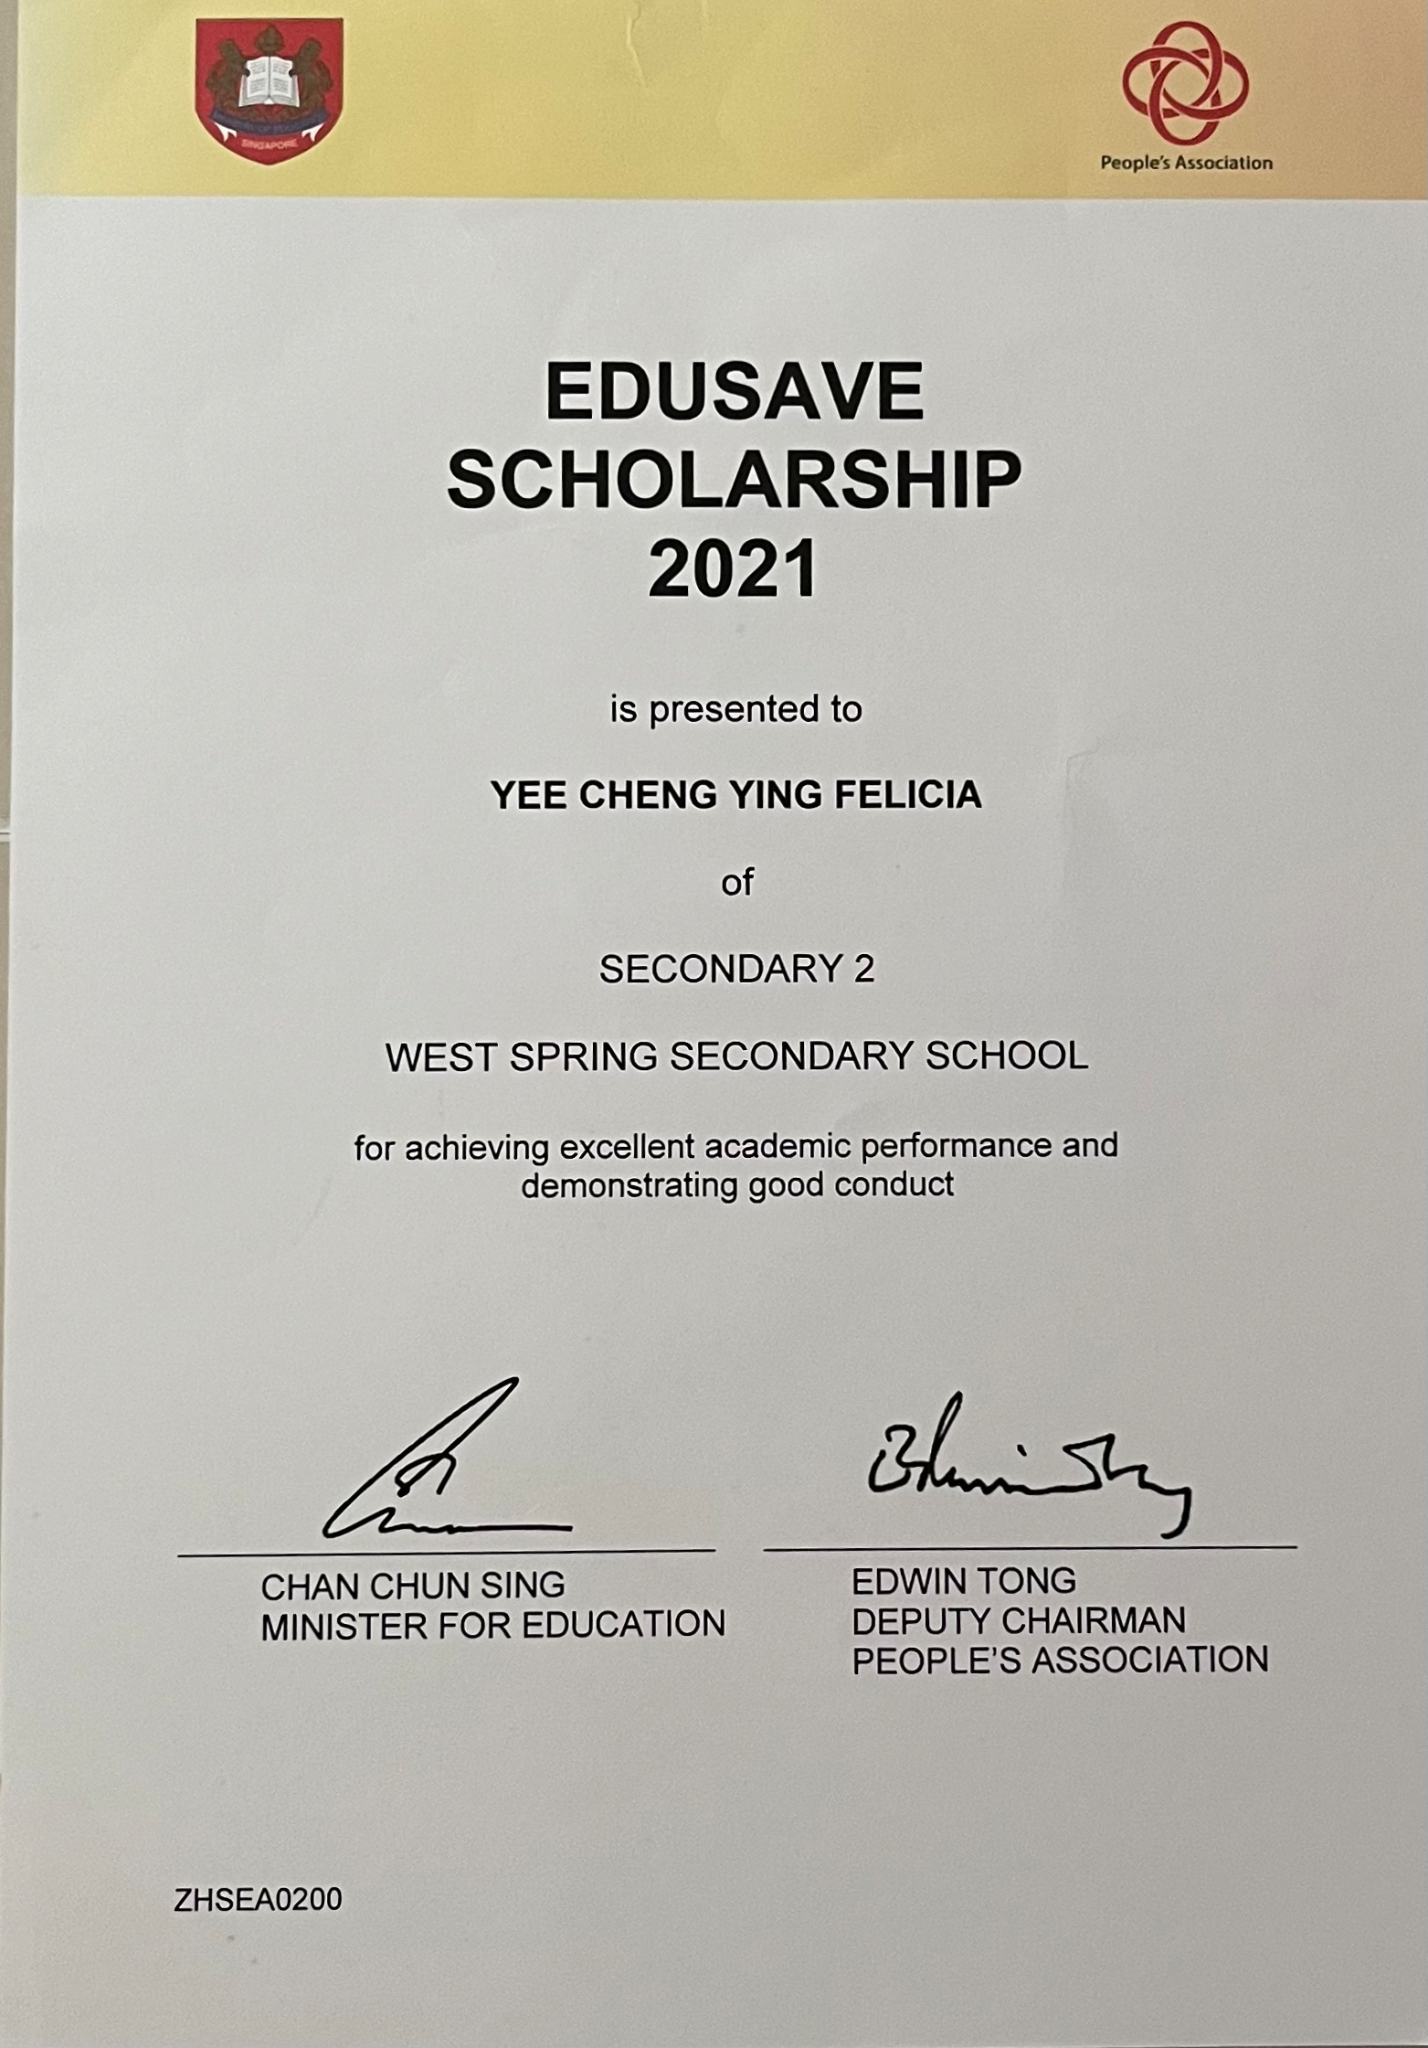 SINGAPORE
People's Association
EDUSAVE
SCHOLARSHIP
2021
is presented to
YEE CHENG YING FELICIA
of
SECONDARY 2
WEST SPRING SECONDARY SCHOOL
for achieving excellent academic performance and
demonstrating good conduct
CHAN CHUN SING
MINISTER FOR EDUCATION
EDWIN TONG
DEPUTY CHAIRMAN
PEOPLE'S ASSOCIATION
ZHSEA0200